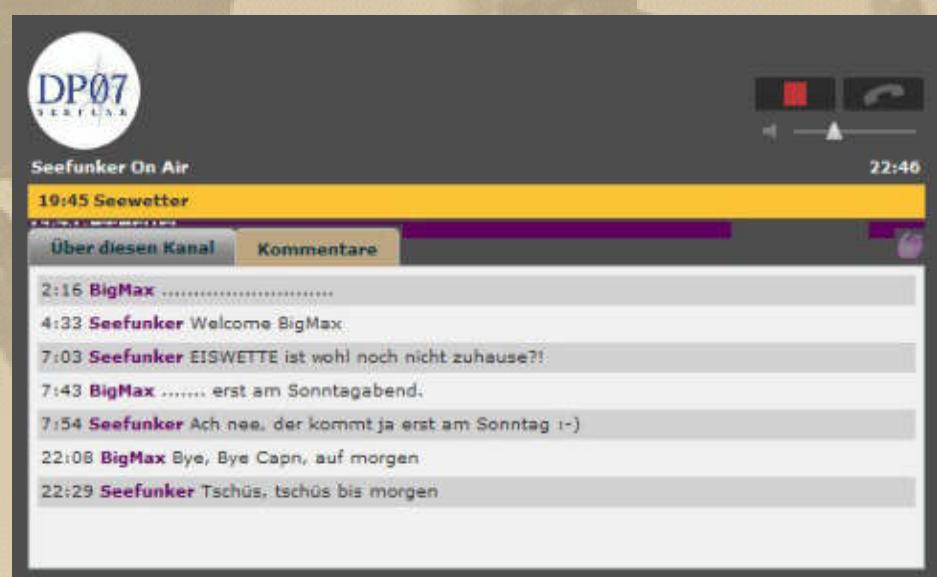 DP07
SEEFUNK
Seefunker On Air
22:46
19:45 Seewetter
Über diesen Kanal
Kommentare
2:16 BigMax ...........................
4:33 Seefunker Welcome BigMax
7:03 Seefunker EISWETTE ist wohl noch nicht zuhause?!
7:43 BigMax ....... erst am Sonntagabend.
7:54 Seefunker Ach nee, der kommt ja erst am Sonntag :-)
22:08 BigMax Bye, Bye Capn, auf morgen
22:29 Seefunker Tschüs, tschüs bis morgen